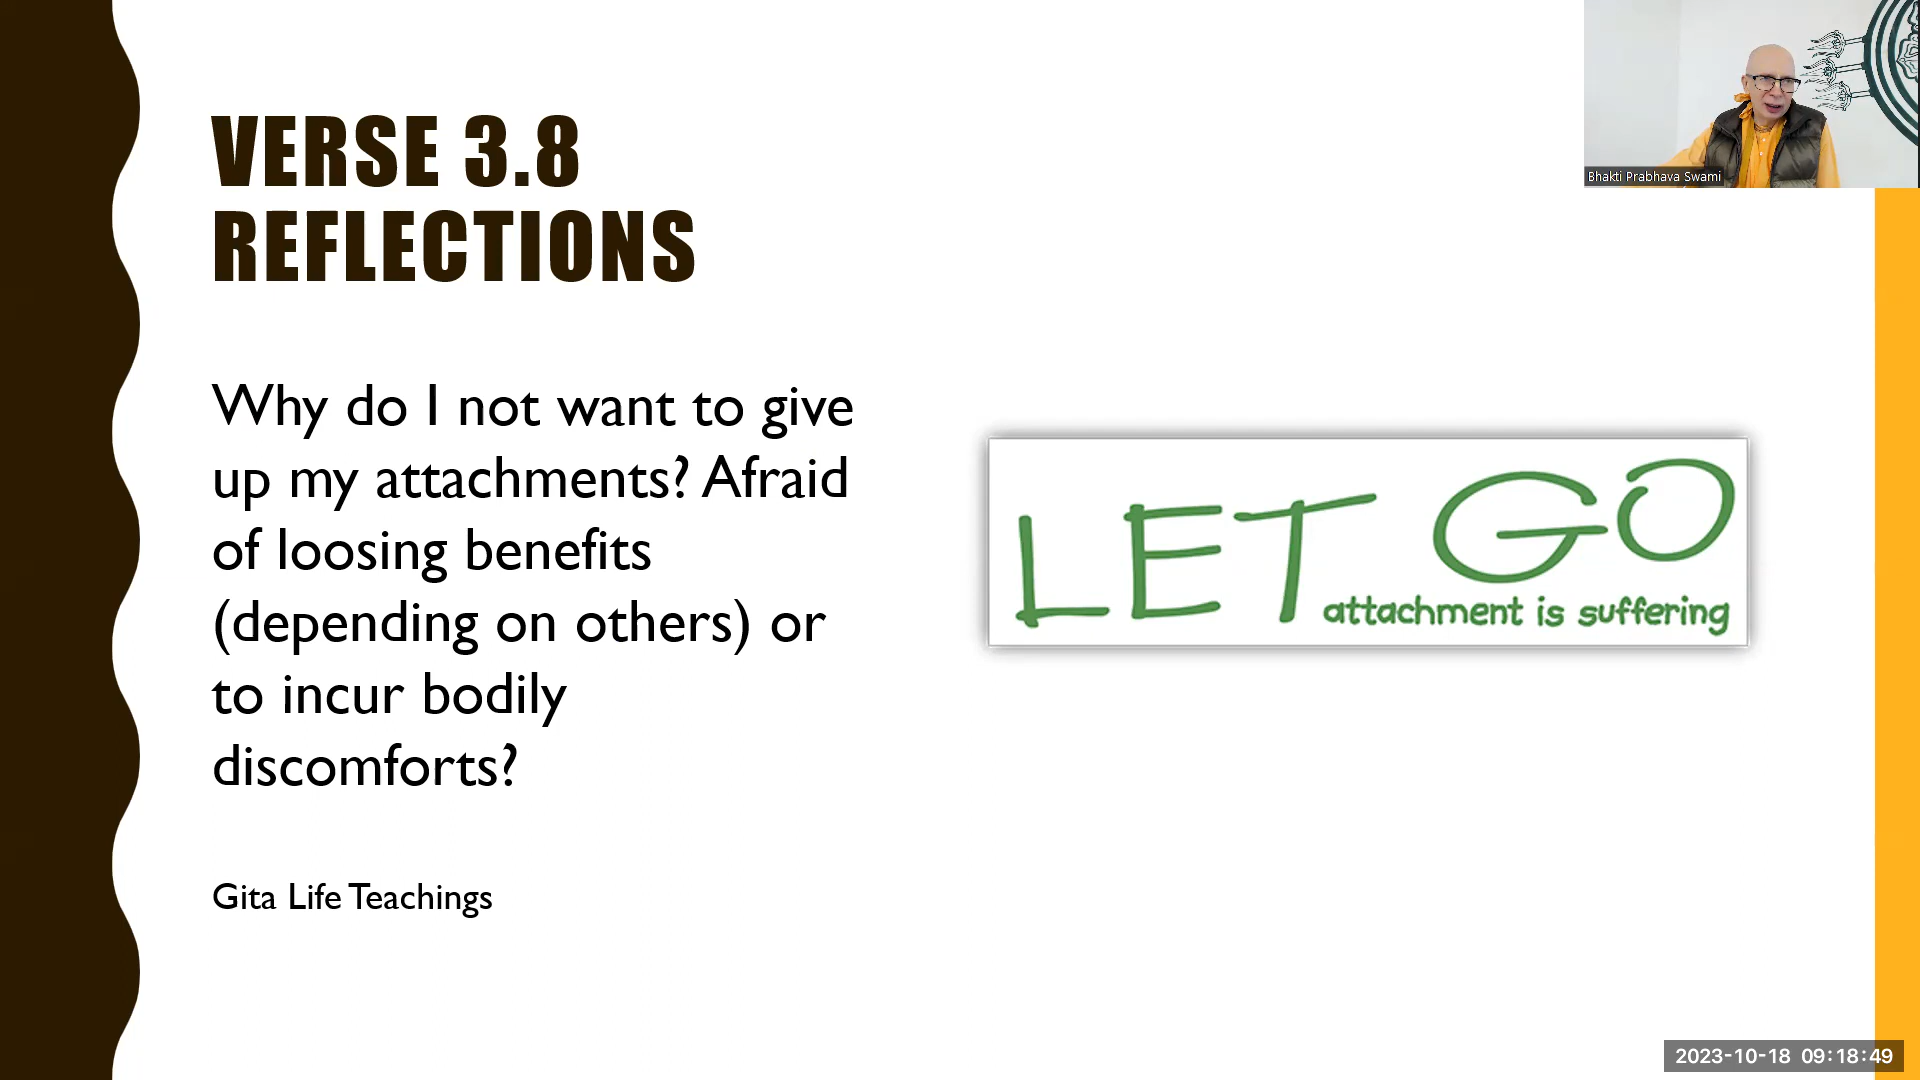 VERSE 3.8
REFLECTIONS
Why do I not want to give
up my attachments? Afraid
of loosing benefits
(depending on others) or
to incur bodily
discomforts?
Gita Life Teachings
LET GO
attachment is suffering
Bhakti Prabhava Swami
2023-10-18 09:18:49